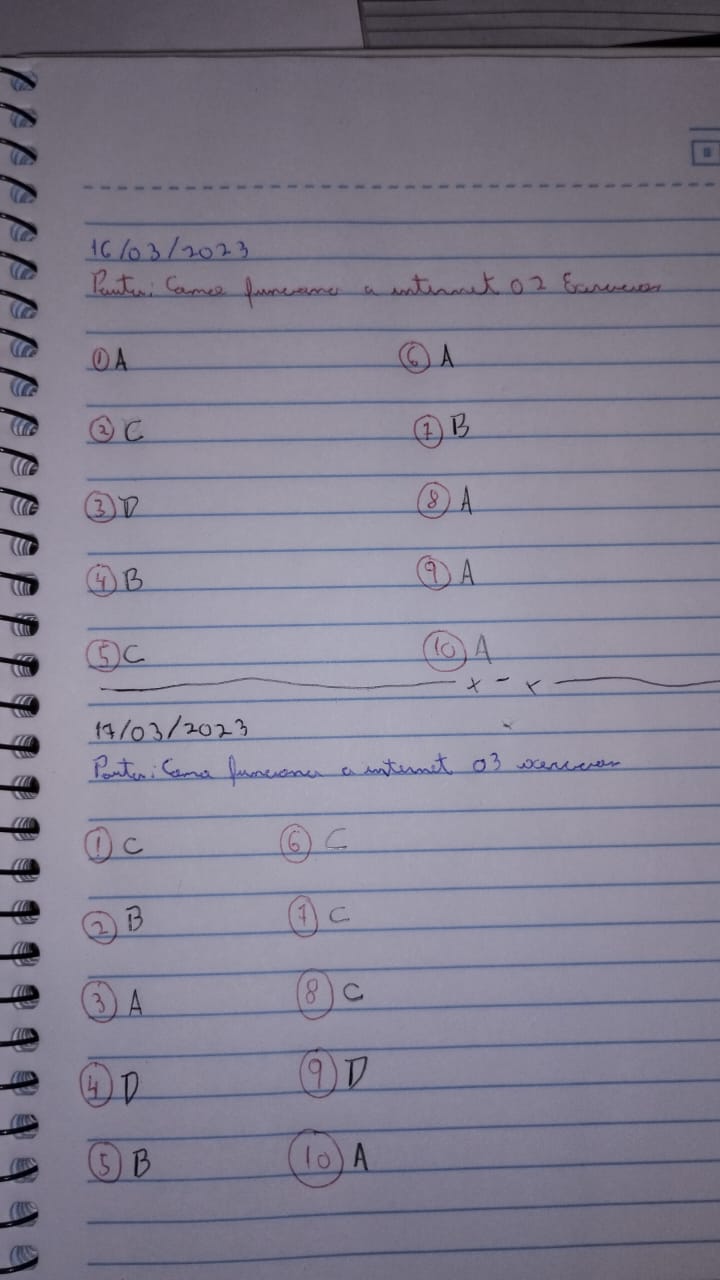 16/03/2023
Pauta: Como funciona a internet 02 Exercícios
① A ⑥ A
② C ⑦ B
③ D ⑧ A
④ B ⑨ A
⑤ C ⑩ A
x - x
17/03/2023
Pauta: Como funciona a internet 03 exercícios
① C ⑥ C
② B ⑦ C
③ A ⑧ C
④ D ⑨ D
⑤ B ⑩ A